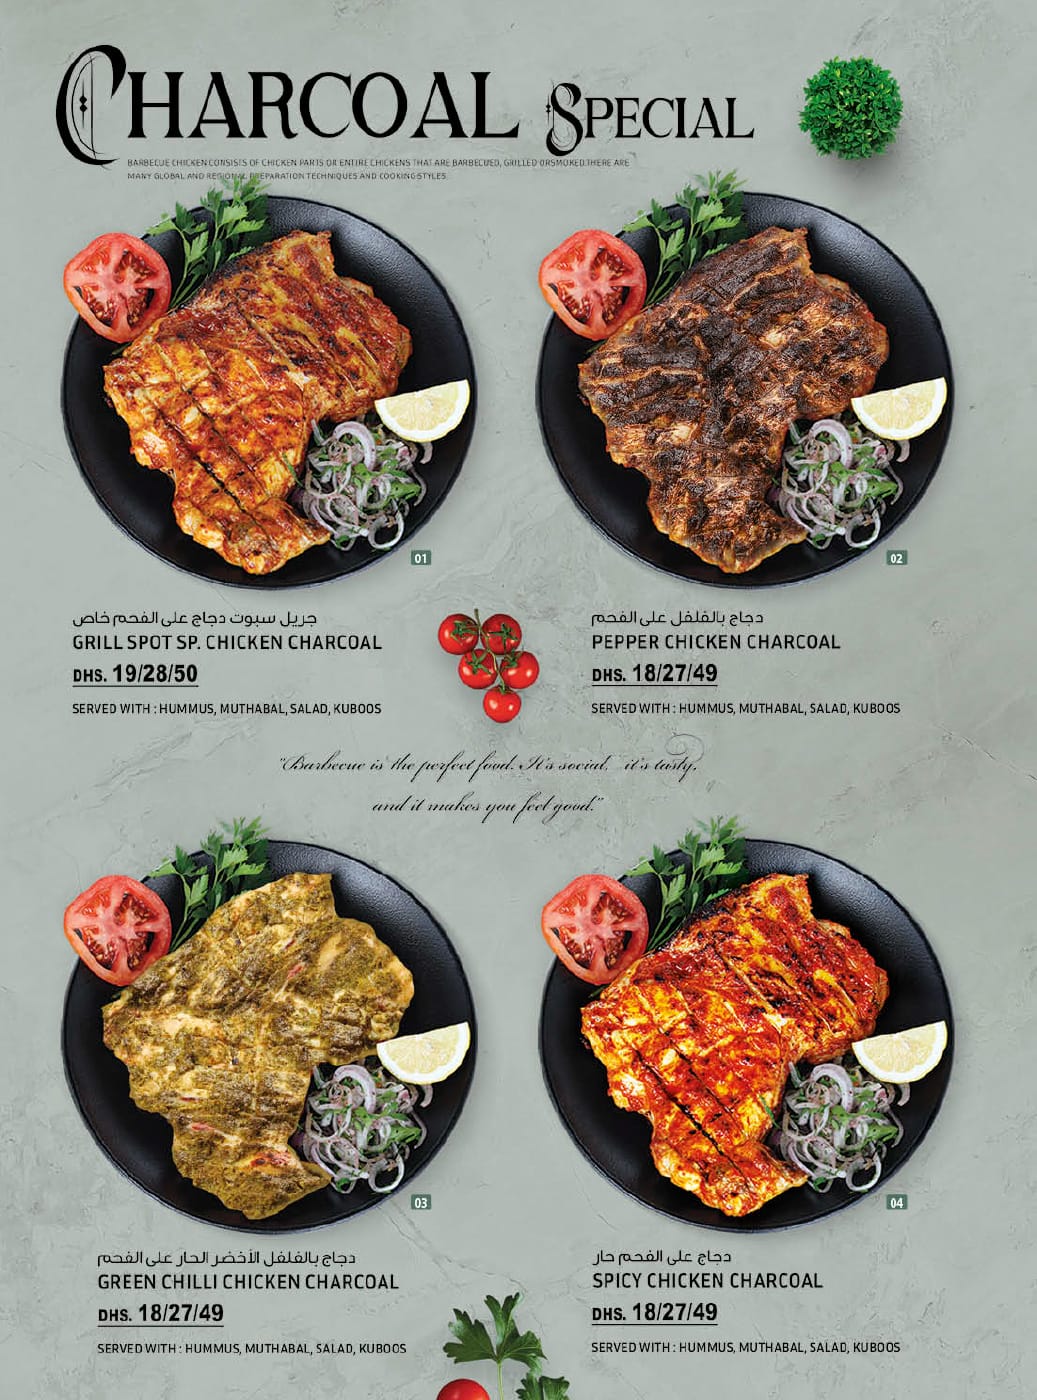 CHARCOAL SPECIAL
BARBECUE CHICKEN CONSISTS OF CHICKEN PARTS OR ENTIRE CHICKENS THAT ARE BARBECUED, GRILLED ORSMOKED.THERE ARE
MANY GLOBAL AND REGIONAL PREPARATION TECHNIQUES AND COOKING STYLES.
01
02
جريل سبوت دجاج على الفحم خاص
GRILL SPOT SP. CHICKEN CHARCOAL
DHS. 19/28/50
SERVED WITH : HUMMUS, MUTHABAL, SALAD, KUBOOS
دجاج بالفلفل على الفحم
PEPPER CHICKEN CHARCOAL
DHS. 18/27/49
SERVED WITH : HUMMUS, MUTHABAL, SALAD, KUBOOS
"Barbecue is the perfect food. It's social, it's tasty,
and it makes you feel good."
03
04
دجاج بالفلفل الأخضر الحار على الفحم
GREEN CHILLI CHICKEN CHARCOAL
DHS. 18/27/49
SERVED WITH : HUMMUS, MUTHABAL, SALAD, KUBOOS
دجاج على الفحم حار
SPICY CHICKEN CHARCOAL
DHS. 18/27/49
SERVED WITH : HUMMUS, MUTHABAL, SALAD, KUBOOS